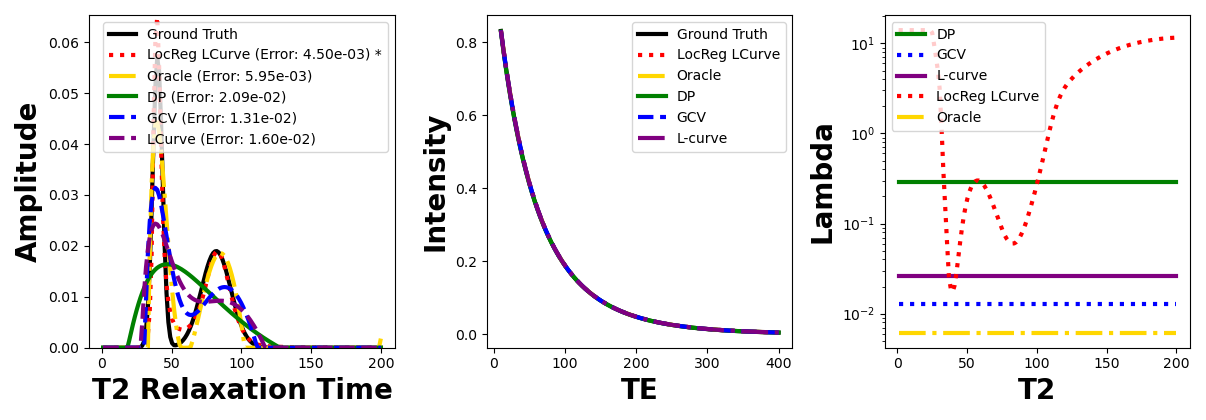 Amplitude
0.06
0.05
0.04
0.03
0.02
0.01
0.00
Ground Truth
LocReg LCurve (Error: 4.50e-03) *
Oracle (Error: 5.95e-03)
DP (Error: 2.09e-02)
GCV (Error: 1.31e-02)
LCurve (Error: 1.60e-02)
0 50 100 150 200
T2 Relaxation Time
Intensity
0.8
0.6
0.4
0.2
0.0
Ground Truth
LocReg LCurve
Oracle
DP
GCV
L-curve
0 100 200 300 400
TE
Lambda
10¹
10⁰
10⁻¹
10⁻²
DP
GCV
L-curve
LocReg LCurve
Oracle
0 50 100 150 200
T2